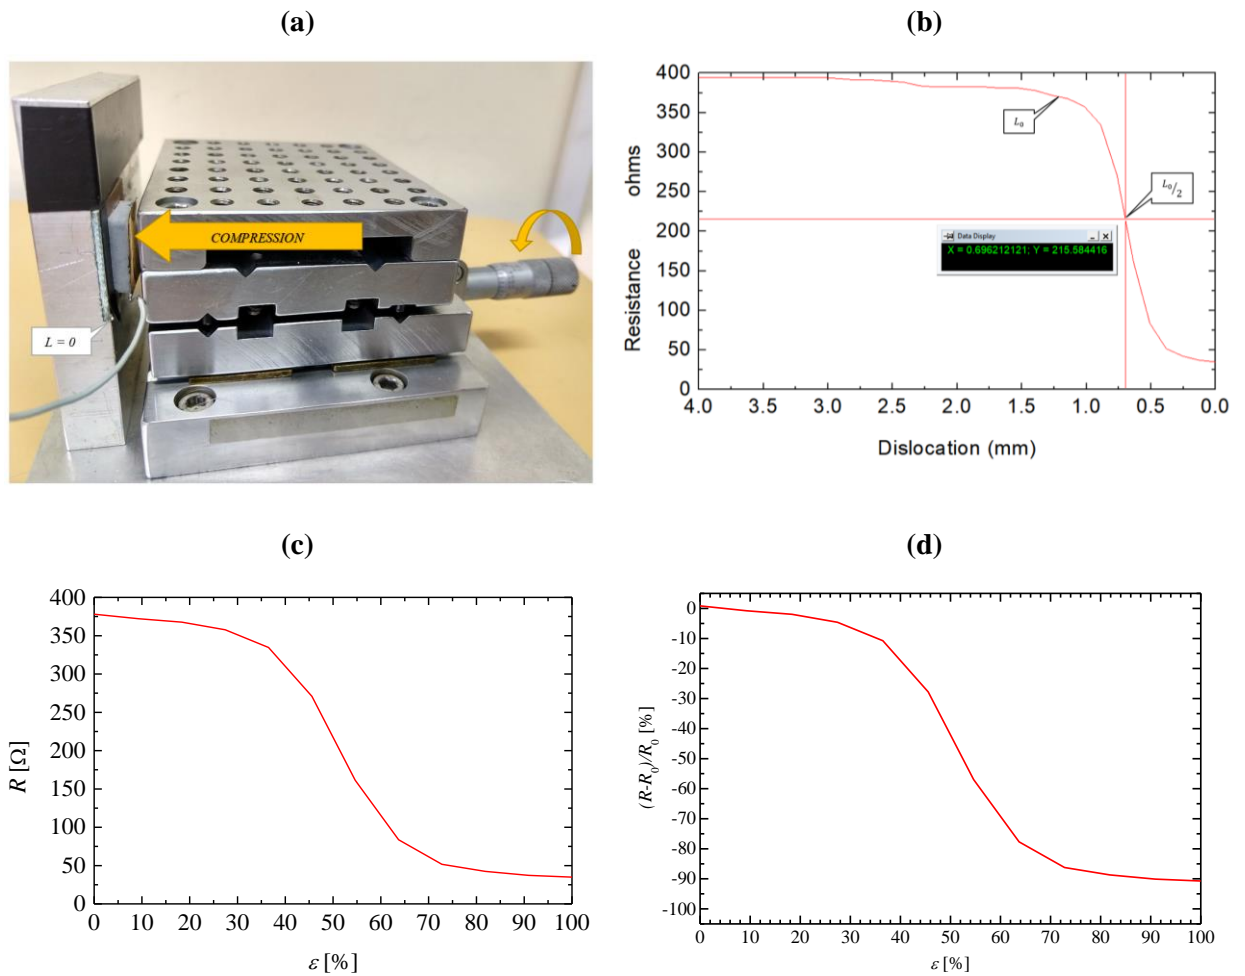 (a)
COMPRESSION
L = 0
(b)
400
350
300
250
200
150
100
50
0
Resistance ohms
L₀
L₀/2
Data Display
X = 0.696212121; Y = 215.584416
4.0 3.5 3.0 2.5 2.0 1.5 1.0 0.5 0.0
Dislocation (mm)
(c)
400
350
300
250
200
150
100
50
0
R [Ω]
0 10 20 30 40 50 60 70 80 90 100
ε [%]
(d)
0
-10
-20
-30
-40
-50
-60
-70
-80
-90
-100
(R-R₀)/R₀ [%]
0 10 20 30 40 50 60 70 80 90 100
ε [%]